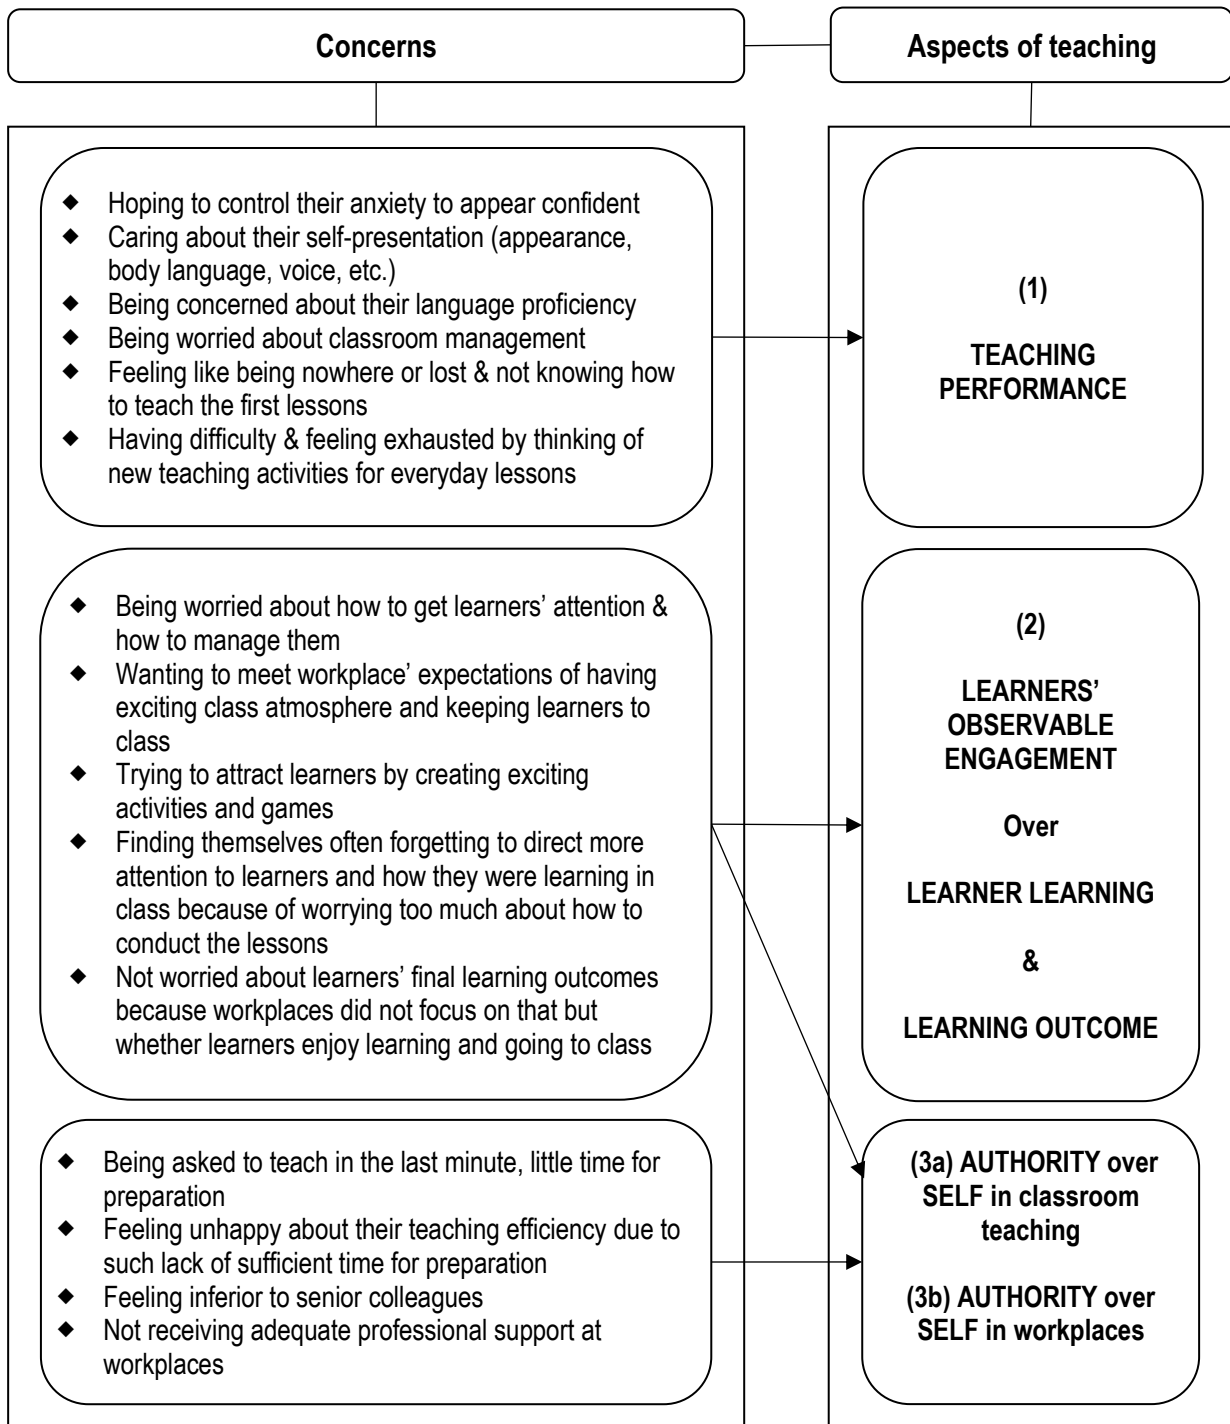 Concerns
Aspects of teaching
◆ Hoping to control their anxiety to appear confident
◆ Caring about their self-presentation (appearance,
body language, voice, etc.)
◆ Being concerned about their language proficiency
◆ Being worried about classroom management
◆ Feeling like being nowhere or lost & not knowing how
to teach the first lessons
◆ Having difficulty & feeling exhausted by thinking of
new teaching activities for everyday lessons
(1)
TEACHING
PERFORMANCE
◆ Being worried about how to get learners’ attention &
how to manage them
◆ Wanting to meet workplace’ expectations of having
exciting class atmosphere and keeping learners to
class
◆ Trying to attract learners by creating exciting
activities and games
◆ Finding themselves often forgetting to direct more
attention to learners and how they were learning in
class because of worrying too much about how to
conduct the lessons
◆ Not worried about learners’ final learning outcomes
because workplaces did not focus on that but
whether learners enjoy learning and going to class
(2)
LEARNERS’
OBSERVABLE
ENGAGEMENT
Over
LEARNER LEARNING
&
LEARNING OUTCOME
◆ Being asked to teach in the last minute, little time for
preparation
◆ Feeling unhappy about their teaching efficiency due to
such lack of sufficient time for preparation
◆ Feeling inferior to senior colleagues
◆ Not receiving adequate professional support at
workplaces
(3a) AUTHORITY over
SELF in classroom
teaching
(3b) AUTHORITY over
SELF in workplaces